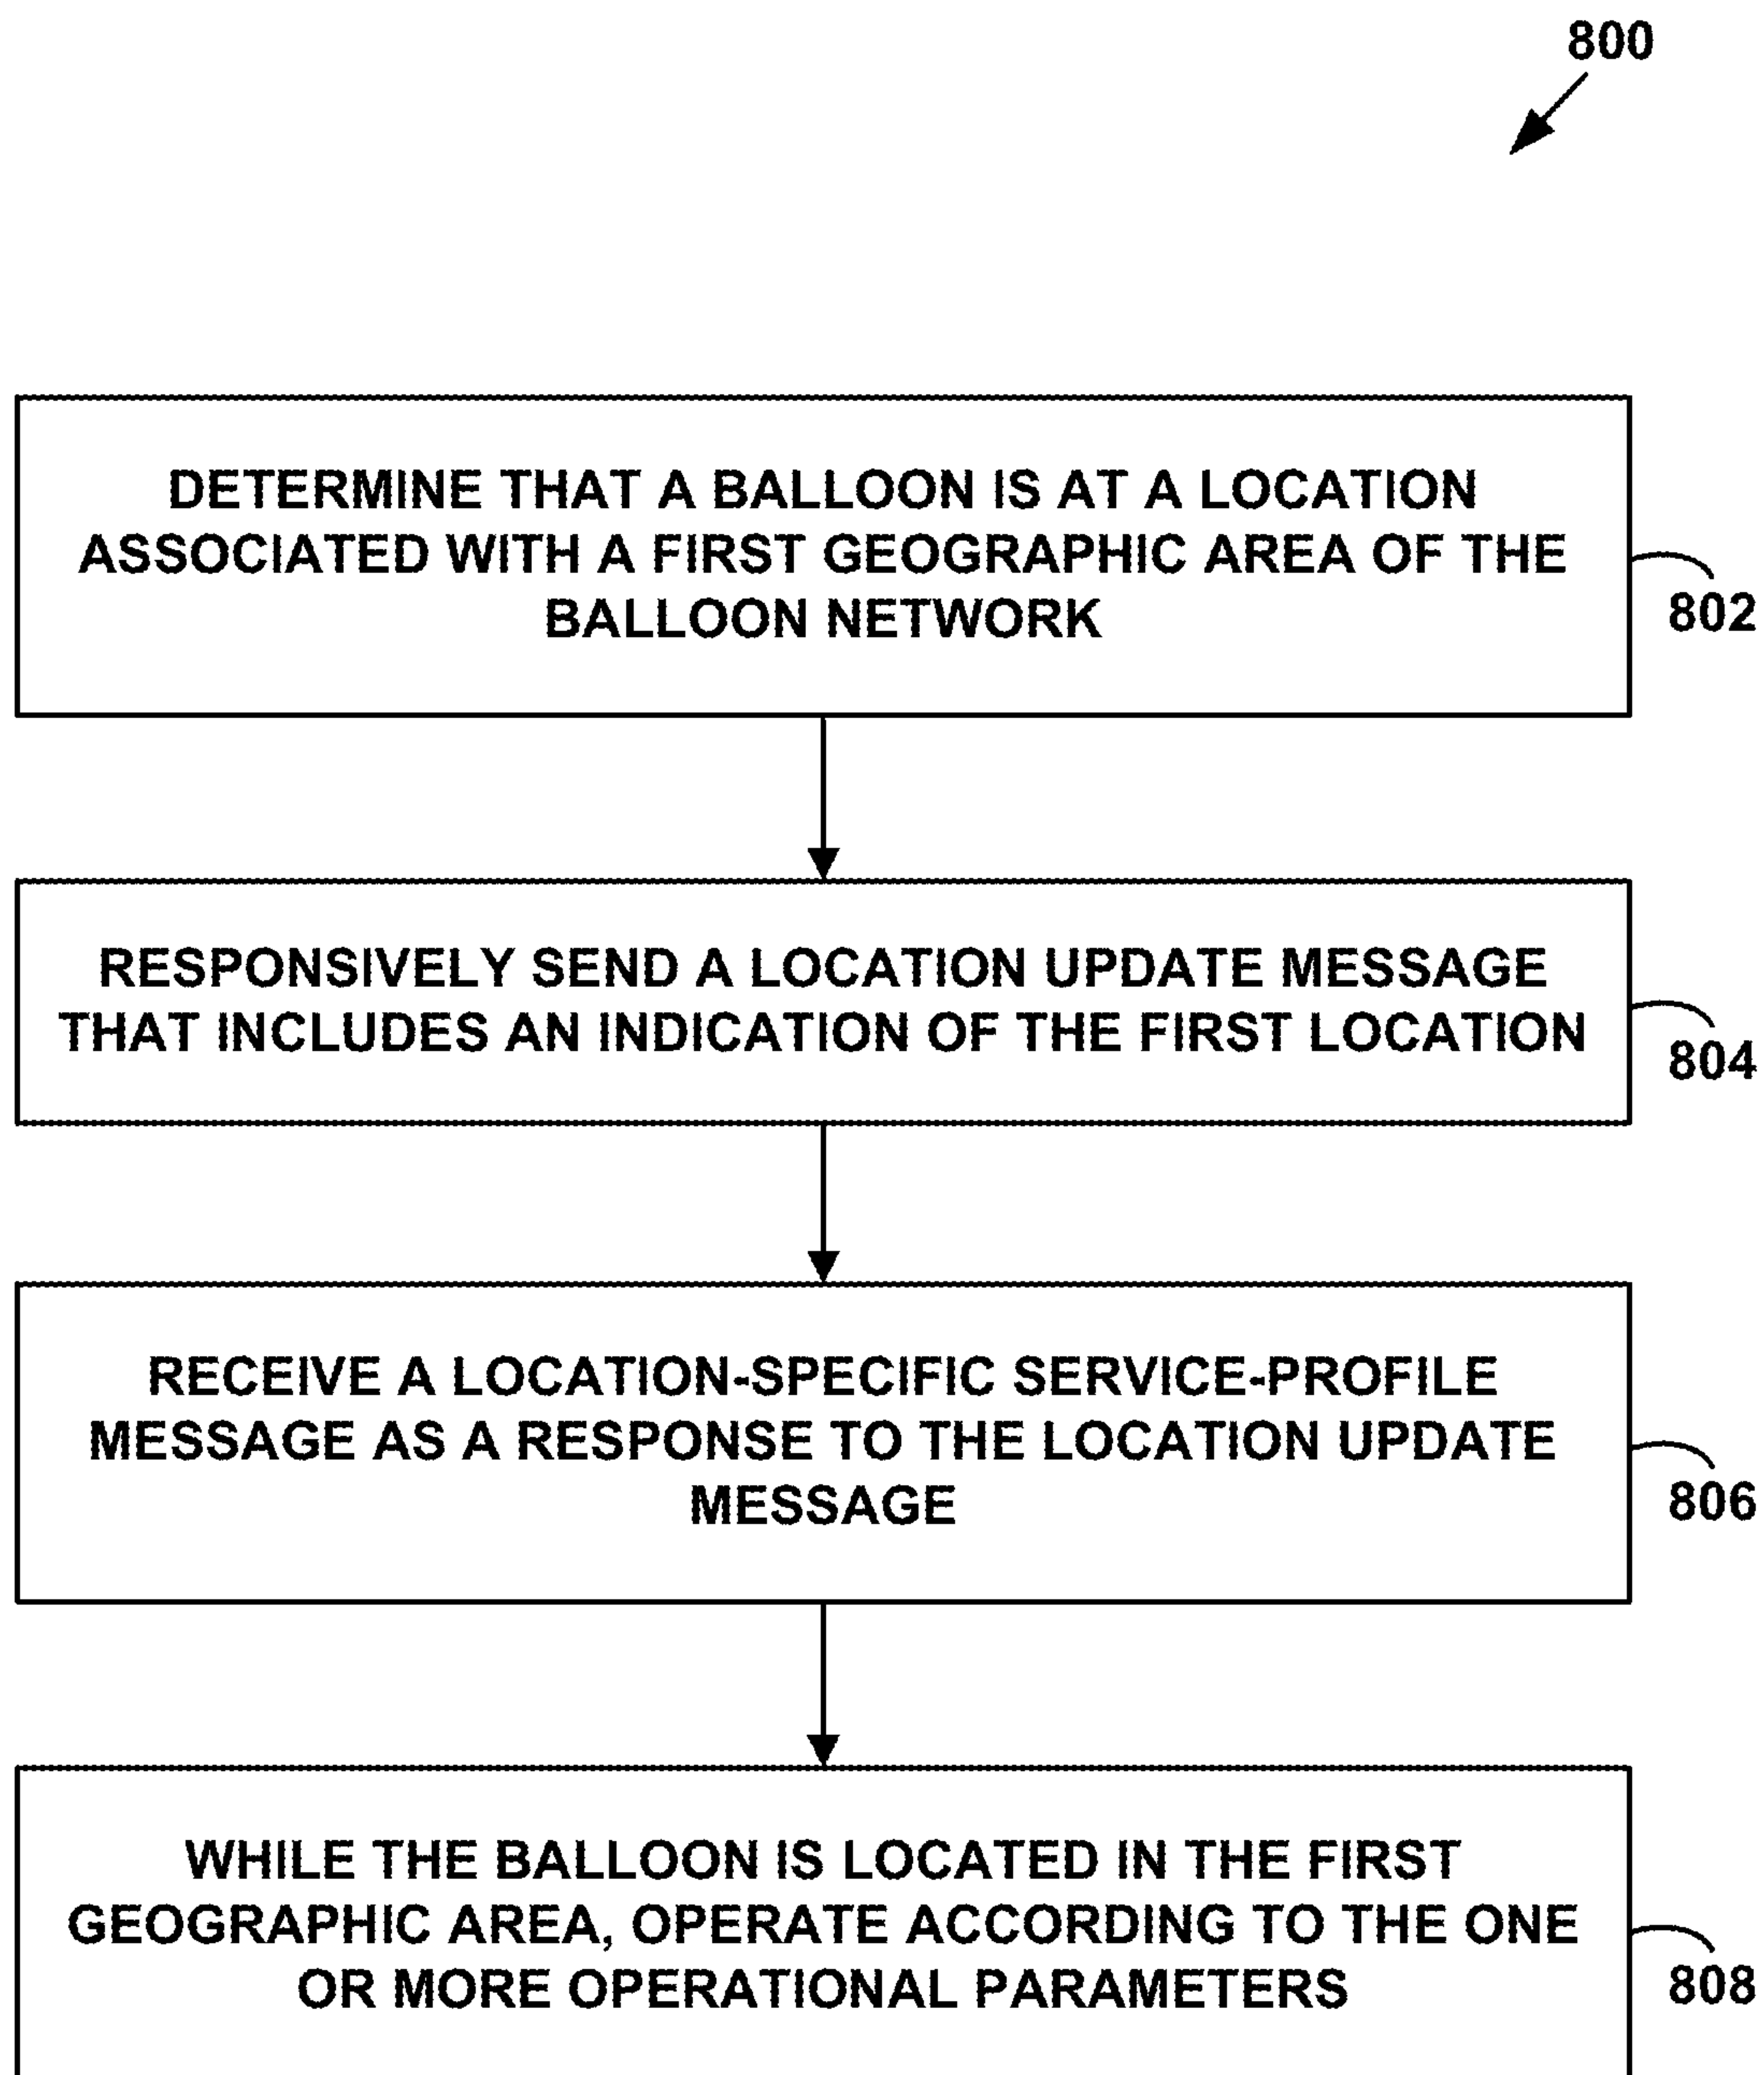 800
DETERMINE THAT A BALLOON IS AT A LOCATION
ASSOCIATED WITH A FIRST GEOGRAPHIC AREA OF THE
BALLOON NETWORK
802
RESPONSIVELY SEND A LOCATION UPDATE MESSAGE
THAT INCLUDES AN INDICATION OF THE FIRST LOCATION
804
RECEIVE A LOCATION-SPECIFIC SERVICE-PROFILE
MESSAGE AS A RESPONSE TO THE LOCATION UPDATE
MESSAGE
806
WHILE THE BALLOON IS LOCATED IN THE FIRST
GEOGRAPHIC AREA, OPERATE ACCORDING TO THE ONE
OR MORE OPERATIONAL PARAMETERS
808